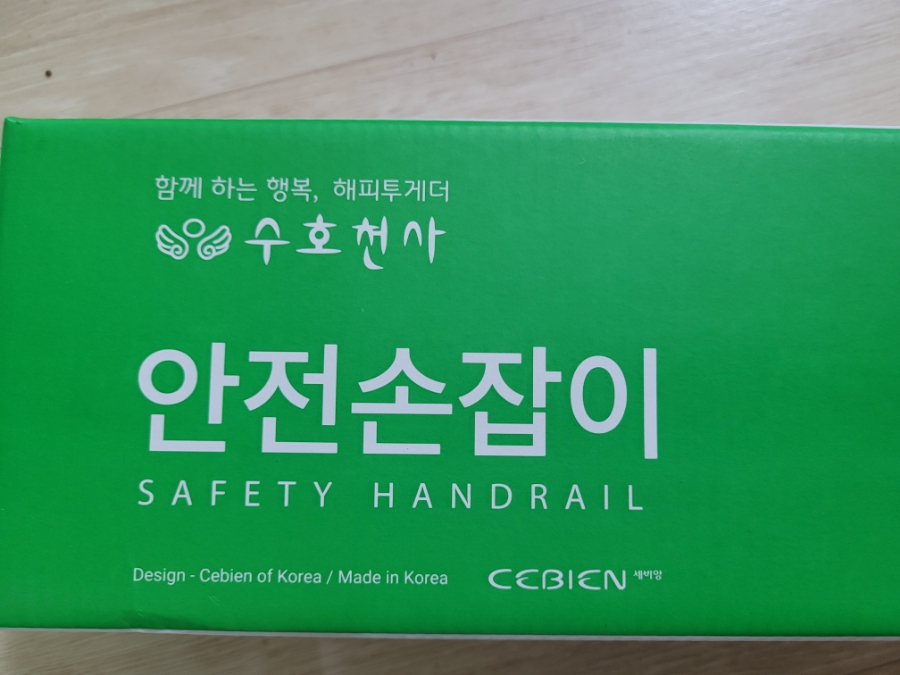 함께 하는 행복, 해피투게더
수호천사
안전손잡이
SAFETY HANDRAIL
Design - Cebien of Korea / Made in Korea CEBIEN 세비앙